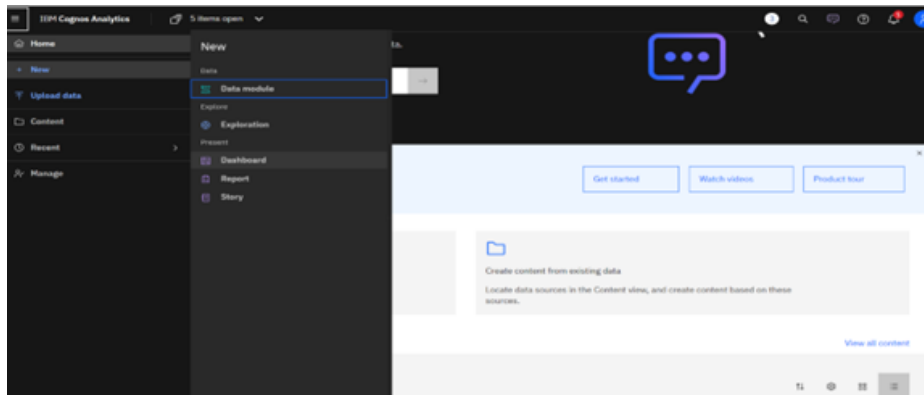 IBM Cognos Analytics
5 items open
Home
New
Upload data
Content
Recent
Manage
New
Data
Data module
Explore
Exploration
Present
Dashboard
Report
Story
ta.
Get started
Watch videos
Product tour
Create content from existing data
Locate data sources in the Content view, and create content based on these
sources.
View all content